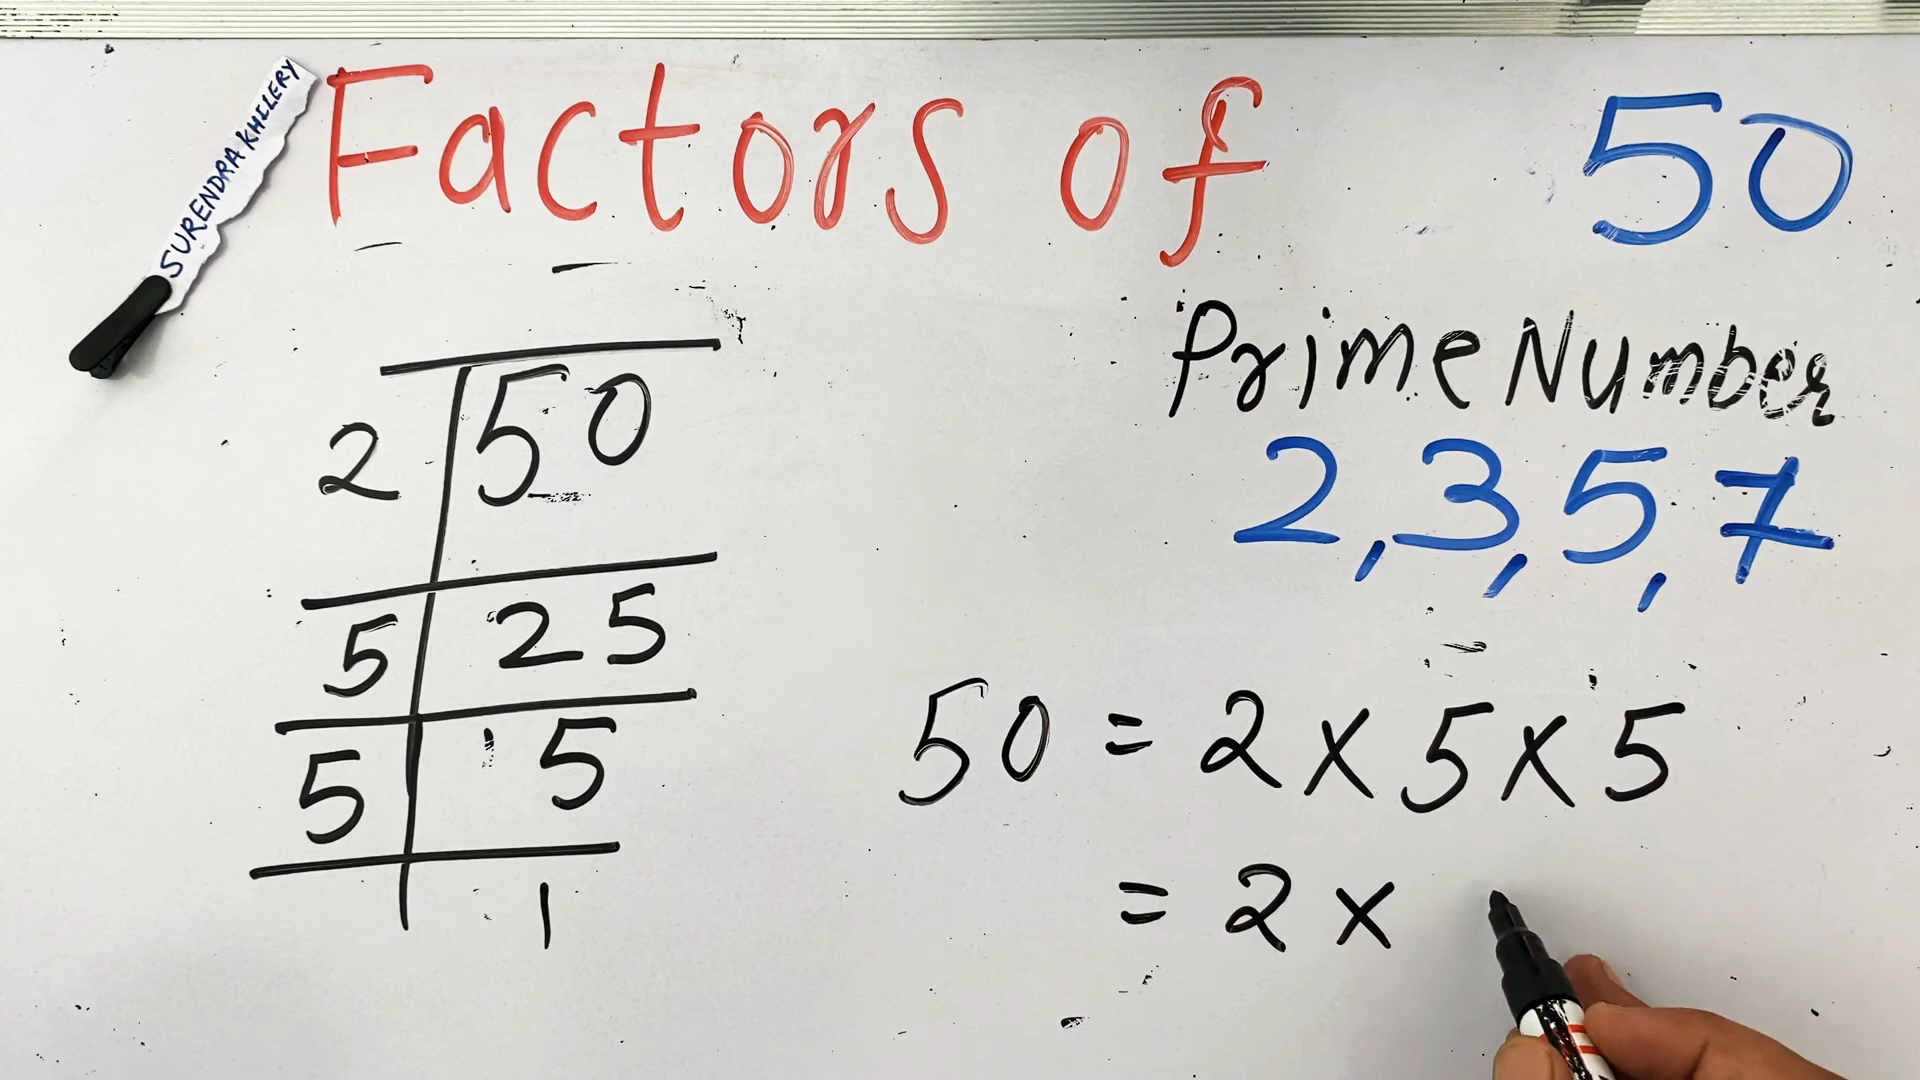 SURENDRA KHILERY
Factors of 50
Prime Number
2,3,5,7
2 50
5 25
5 5
1
50 = 2 x 5 x 5
= 2 x